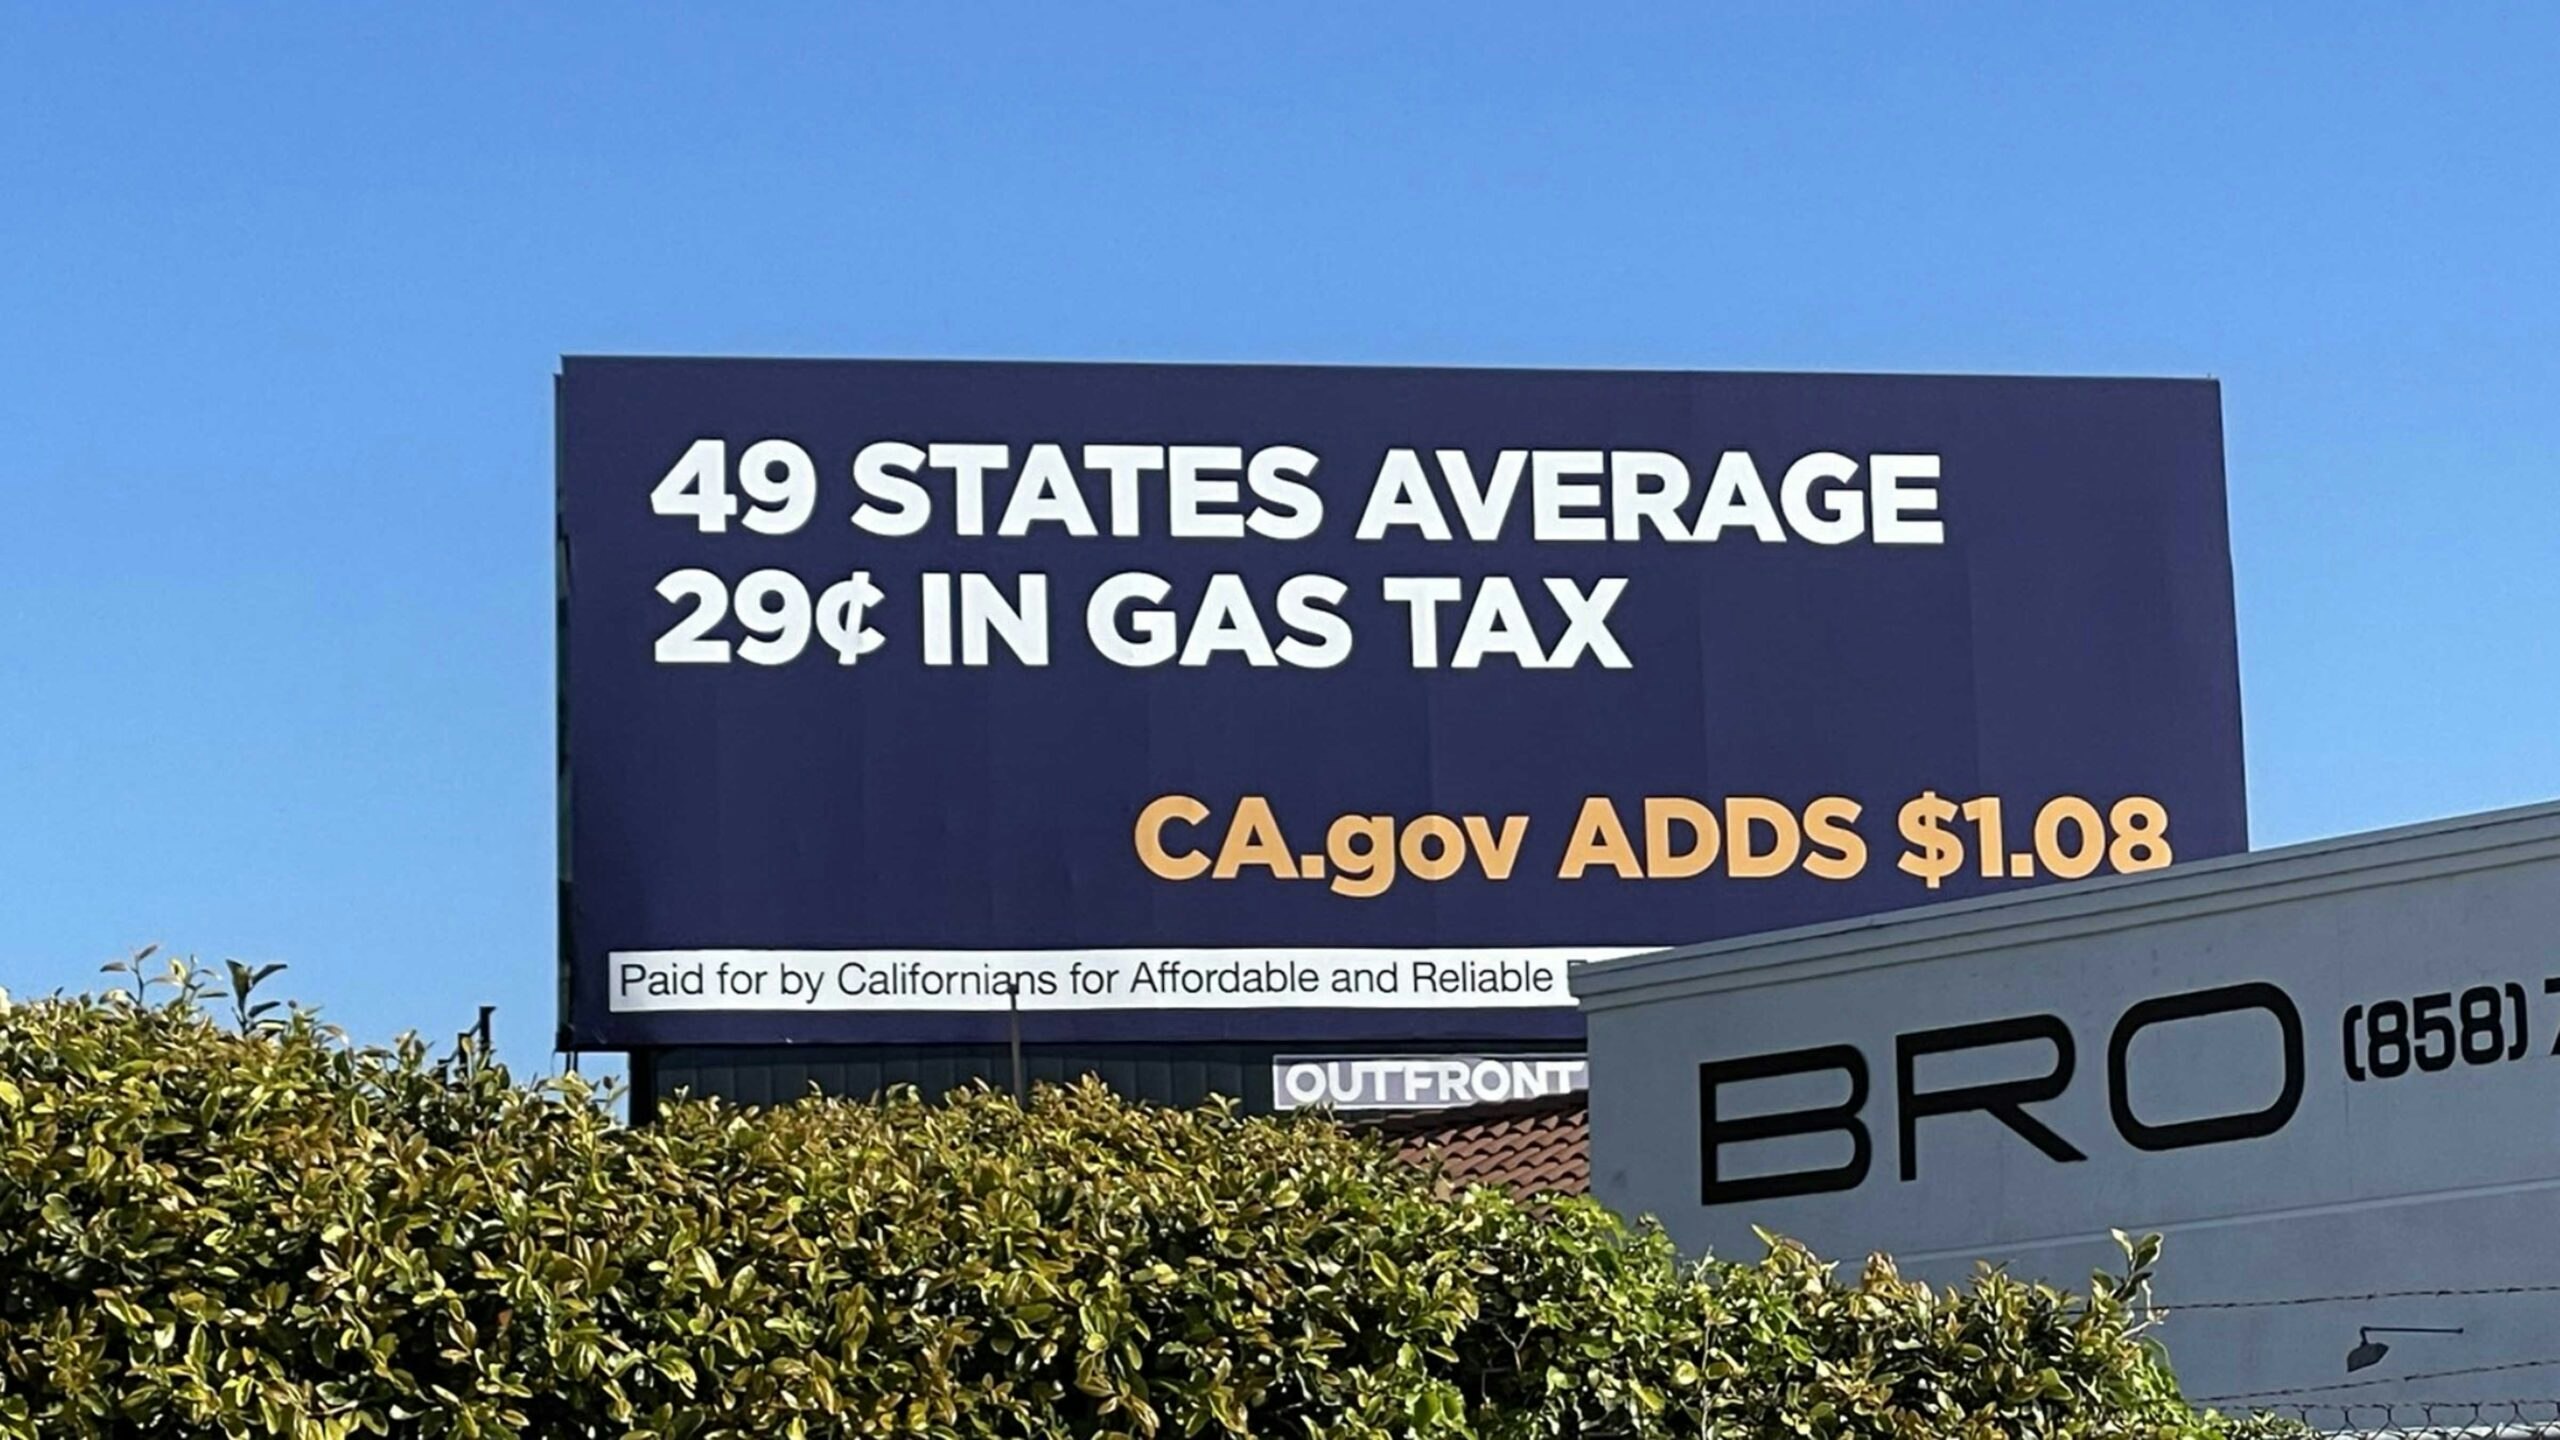 49 STATES AVERAGE
29¢ IN GAS TAX
CA.gov ADDS $1.08
Paid for by Californians for Affordable and Reliable
OUTFRONT
BRO (858)